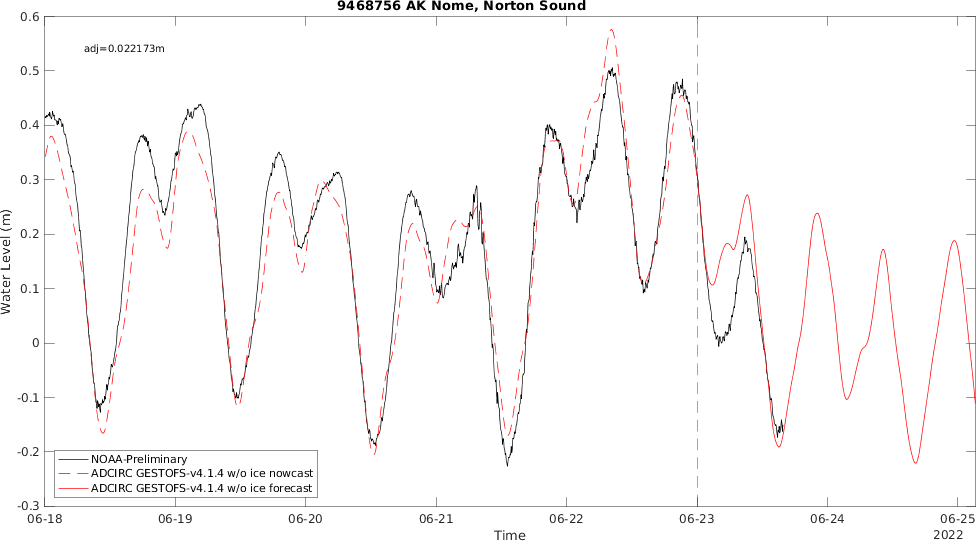 9468756 AK Nome, Norton Sound
adj=0.022173m
0.6
0.5
0.4
0.3
0.2
0.1
0
-0.1
-0.2
-0.3
Water Level (m)
NOAA-Preliminary
ADCIRC GESTOFS-v4.1.4 w/o ice nowcast
ADCIRC GESTOFS-v4.1.4 w/o ice forecast
06-18 06-19 06-20 06-21 06-22 06-23 06-24 06-25
Time
2022